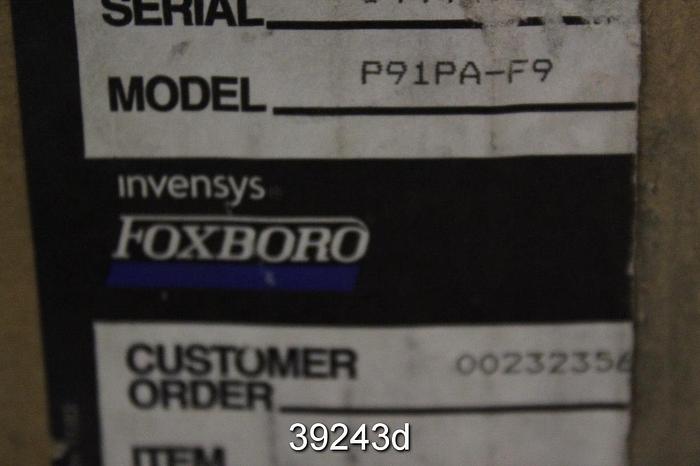 SERIAL
MODEL P91PA-F9
invensys
FOXBORO
CUSTOMER 00232356
ORDER
ITEM
39243d